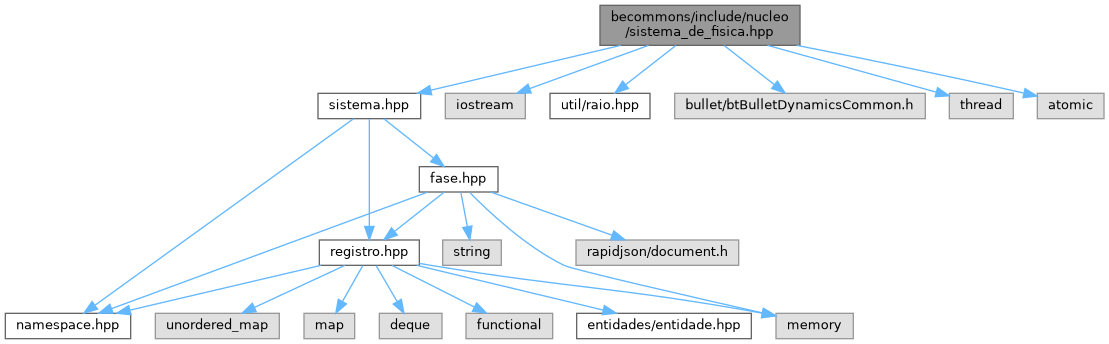 becommons/include/nucleo
/sistema_de_fisica.hpp
sistema.hpp
iostream
util/raio.hpp
bullet/btBulletDynamicsCommon.h
thread
atomic
fase.hpp
registro.hpp
string
rapidjson/document.h
namespace.hpp
unordered_map
map
deque
functional
entidades/entidade.hpp
memory